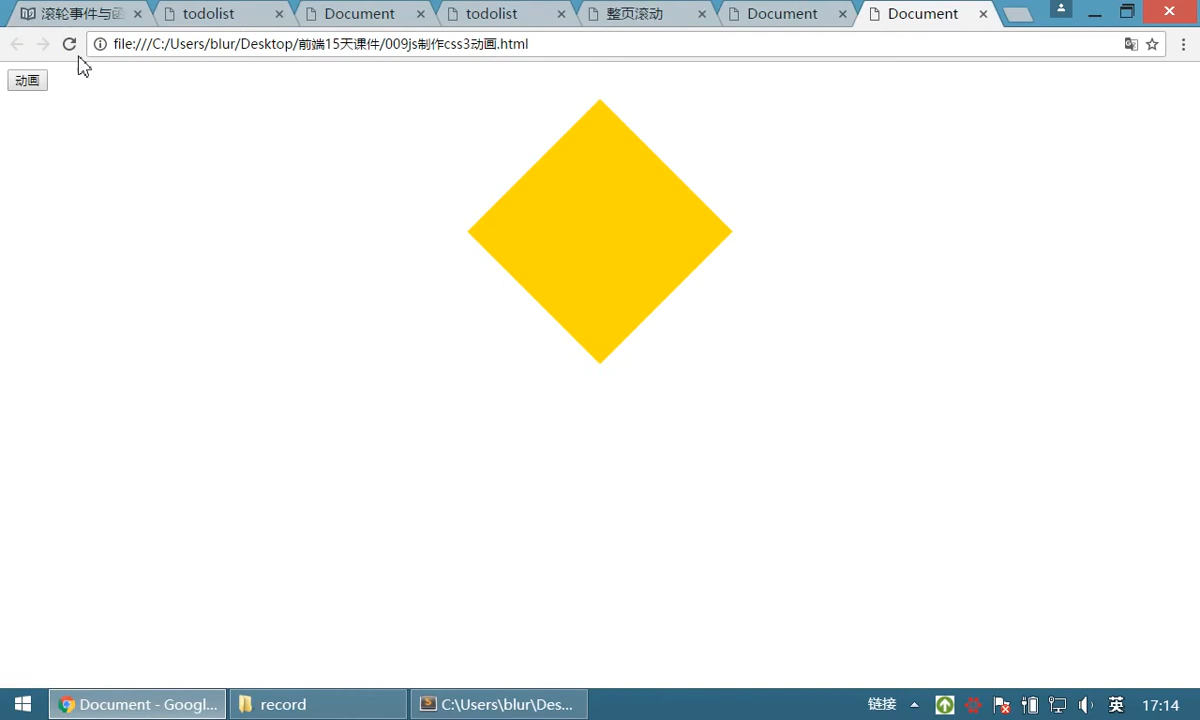 滚轮事件与函
todolist
Document
todolist
整页滚动
Document
Document
file:///C:/Users/blur/Desktop/前端15天课件/009js制作css3动画.html
动画
Document - Googl...
record
C:\Users\blur\Des...
链接
英
17:14